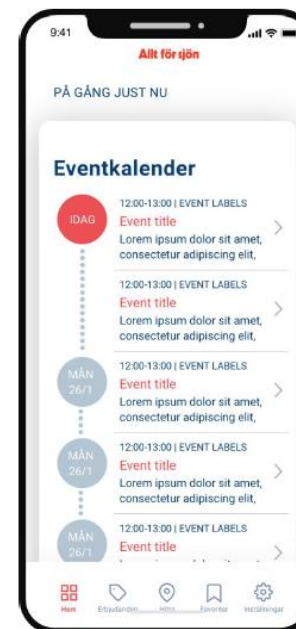 9:41
Allt för sjön
PÅ GÅNG JUST NU
Eventkalender
IDAG
12:00-13:00 | EVENT LABELS
Event title
Lorem ipsum dolor sit amet,
consectetur adipiscing elit,
12:00-13:00 | EVENT LABELS
Event title
Lorem ipsum dolor sit amet,
consectetur adipiscing elit,
MÅN
26/1
12:00-13:00 | EVENT LABELS
Event title
Lorem ipsum dolor sit amet,
consectetur adipiscing elit,
MÅN
26/1
12:00-13:00 | EVENT LABELS
Event title
Lorem ipsum dolor sit amet,
consectetur adipiscing elit,
MÅN
26/1
12:00-13:00 | EVENT LABELS
Event title
Hem Erbjudanden Hitta Favoriter Inställningar